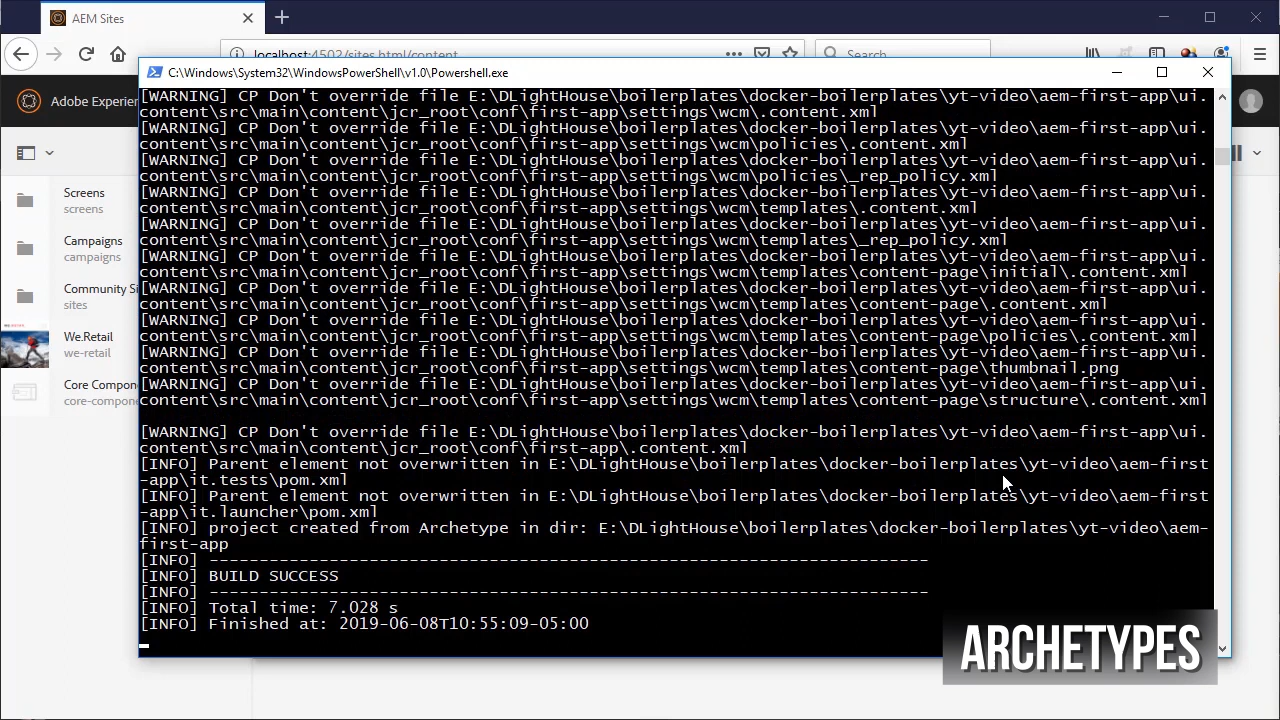 AEM Sites
localhost:4502/sites.html/content
Search
C:\Windows\System32\WindowsPowerShell\v1.0\Powershell.exe
Adobe Experien
Screens
screens
Campaigns
campaigns
Community Si
sites
We.Retail
we-retail
Core Compon
core-compone
[WARNING] CP Don't override file E:\DLightHouse\boilerplates\docker-boilerplates\yt-video\aem-first-app\ui.
content\src\main\content\jcr_root\conf\first-app\settings\wcm\.content.xml
[WARNING] CP Don't override file E:\DLightHouse\boilerplates\docker-boilerplates\yt-video\aem-first-app\ui.
content\src\main\content\jcr_root\conf\first-app\settings\wcm\policies\.content.xml
[WARNING] CP Don't override file E:\DLightHouse\boilerplates\docker-boilerplates\yt-video\aem-first-app\ui.
content\src\main\content\jcr_root\conf\first-app\settings\wcm\policies\_rep_policy.xml
[WARNING] CP Don't override file E:\DLightHouse\boilerplates\docker-boilerplates\yt-video\aem-first-app\ui.
content\src\main\content\jcr_root\conf\first-app\settings\wcm\templates\.content.xml
[WARNING] CP Don't override file E:\DLightHouse\boilerplates\docker-boilerplates\yt-video\aem-first-app\ui.
content\src\main\content\jcr_root\conf\first-app\settings\wcm\templates\_rep_policy.xml
[WARNING] CP Don't override file E:\DLightHouse\boilerplates\docker-boilerplates\yt-video\aem-first-app\ui.
content\src\main\content\jcr_root\conf\first-app\settings\wcm\templates\content-page\initial\.content.xml
[WARNING] CP Don't override file E:\DLightHouse\boilerplates\docker-boilerplates\yt-video\aem-first-app\ui.
content\src\main\content\jcr_root\conf\first-app\settings\wcm\templates\content-page\.content.xml
[WARNING] CP Don't override file E:\DLightHouse\boilerplates\docker-boilerplates\yt-video\aem-first-app\ui.
content\src\main\content\jcr_root\conf\first-app\settings\wcm\templates\content-page\policies\.content.xml
[WARNING] CP Don't override file E:\DLightHouse\boilerplates\docker-boilerplates\yt-video\aem-first-app\ui.
content\src\main\content\jcr_root\conf\first-app\settings\wcm\templates\content-page\thumbnail.png
[WARNING] CP Don't override file E:\DLightHouse\boilerplates\docker-boilerplates\yt-video\aem-first-app\ui.
content\src\main\content\jcr_root\conf\first-app\settings\wcm\templates\content-page\structure\.content.xml
[WARNING] CP Don't override file E:\DLightHouse\boilerplates\docker-boilerplates\yt-video\aem-first-app\ui.
content\src\main\content\jcr_root\conf\first-app\.content.xml
[INFO] Parent element not overwritten in E:\DLightHouse\boilerplates\docker-boilerplates\yt-video\aem-first
-app\it.tests\pom.xml
[INFO] Parent element not overwritten in E:\DLightHouse\boilerplates\docker-boilerplates\yt-video\aem-first
-app\it.launcher\pom.xml
[INFO] project created from Archetype in dir: E:\DLightHouse\boilerplates\docker-boilerplates\yt-video\aem-
first-app
[INFO] ------------------------------------------------------------------------
[INFO] BUILD SUCCESS
[INFO] ------------------------------------------------------------------------
[INFO] Total time: 7.028 s
[INFO] Finished at: 2019-06-08T10:55:09-05:00
ARCHETYPES